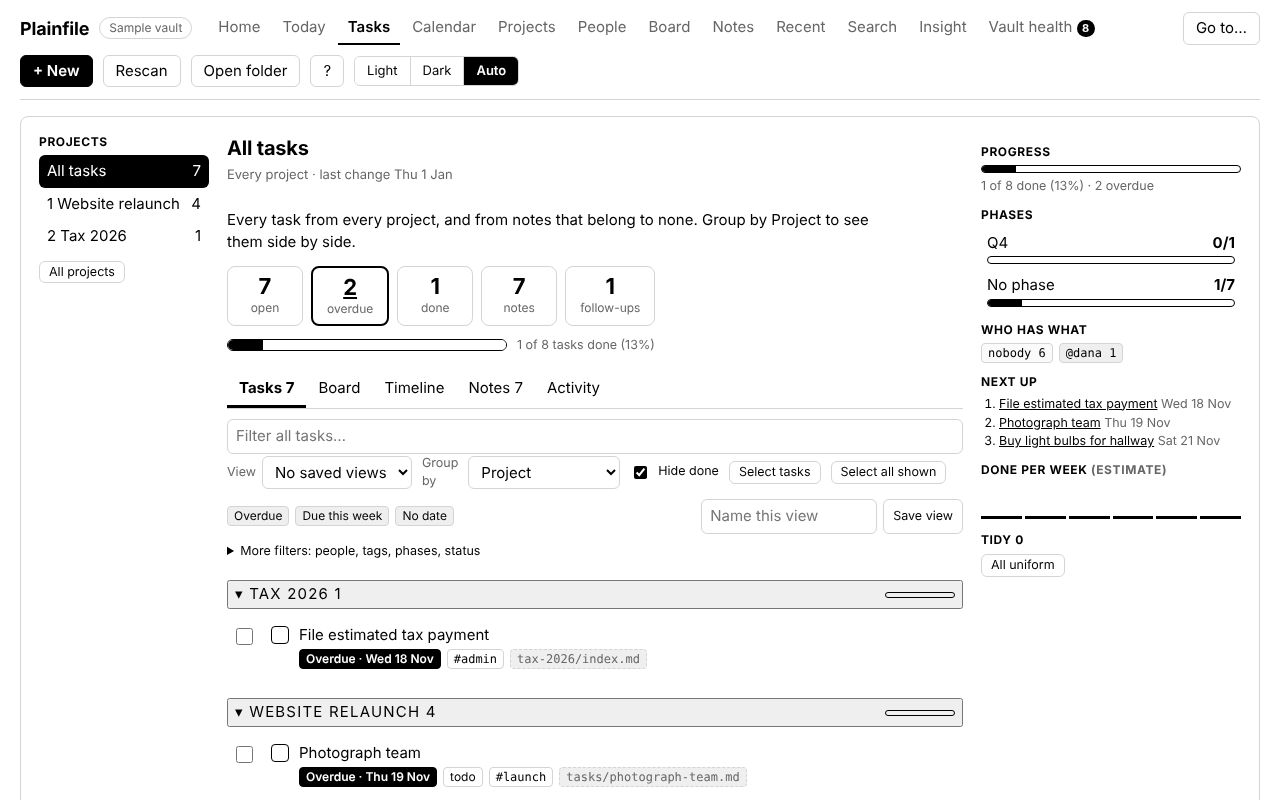 Plainfile Sample vault Home Today Tasks Calendar Projects People Board Notes Recent Search Insight Vault health 8 Go to...
+ New Rescan Open folder ? Light Dark Auto
PROJECTS
All tasks 7
1 Website relaunch 4
2 Tax 2026 1
All projects
All tasks
Every project · last change Thu 1 Jan
Every task from every project, and from notes that belong to none. Group by Project to see
them side by side.
7 open
2 overdue
1 done
7 notes
1 follow-ups
1 of 8 tasks done (13%)
Tasks 7 Board Timeline Notes 7 Activity
Filter all tasks...
View No saved views Group by Project Hide done Select tasks Select all shown
Overdue Due this week No date Name this view Save view
▶ More filters: people, tags, phases, status
▼ TAX 2026 1
File estimated tax payment
Overdue · Wed 18 Nov #admin tax-2026/index.md
▼ WEBSITE RELAUNCH 4
Photograph team
Overdue · Thu 19 Nov todo #launch tasks/photograph-team.md
PROGRESS
1 of 8 done (13%) · 2 overdue
PHASES
Q4 0/1
No phase 1/7
WHO HAS WHAT
nobody 6 @dana 1
NEXT UP
1. File estimated tax payment Wed 18 Nov
2. Photograph team Thu 19 Nov
3. Buy light bulbs for hallway Sat 21 Nov
DONE PER WEEK (ESTIMATE)
TIDY 0
All uniform